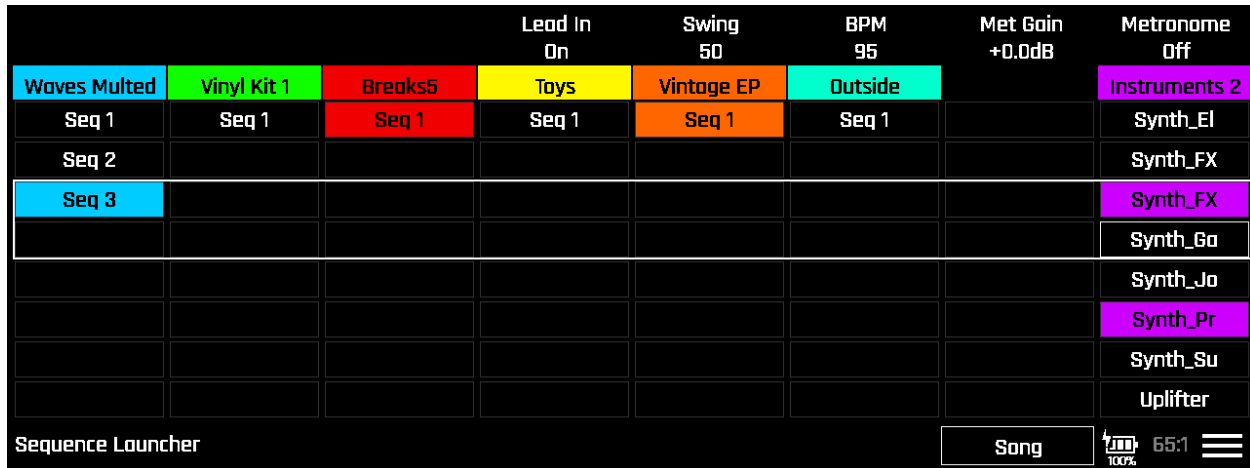 Lead In Swing BPM Met Gain Metronome
On 50 95 +0.0dB Off
Waves Multed Vinyl Kit 1 Breaks5 Toys Vintage EP Outside Instruments 2
Seq 1 Seq 1 Seq 1 Seq 1 Seq 1 Seq 1 Synth_El
Seq 2 Synth_FX
Seq 3 Synth_FX
Synth_Ga
Synth_Jo
Synth_Pr
Synth_Su
Uplifter
Sequence Launcher Song 100% 65:1